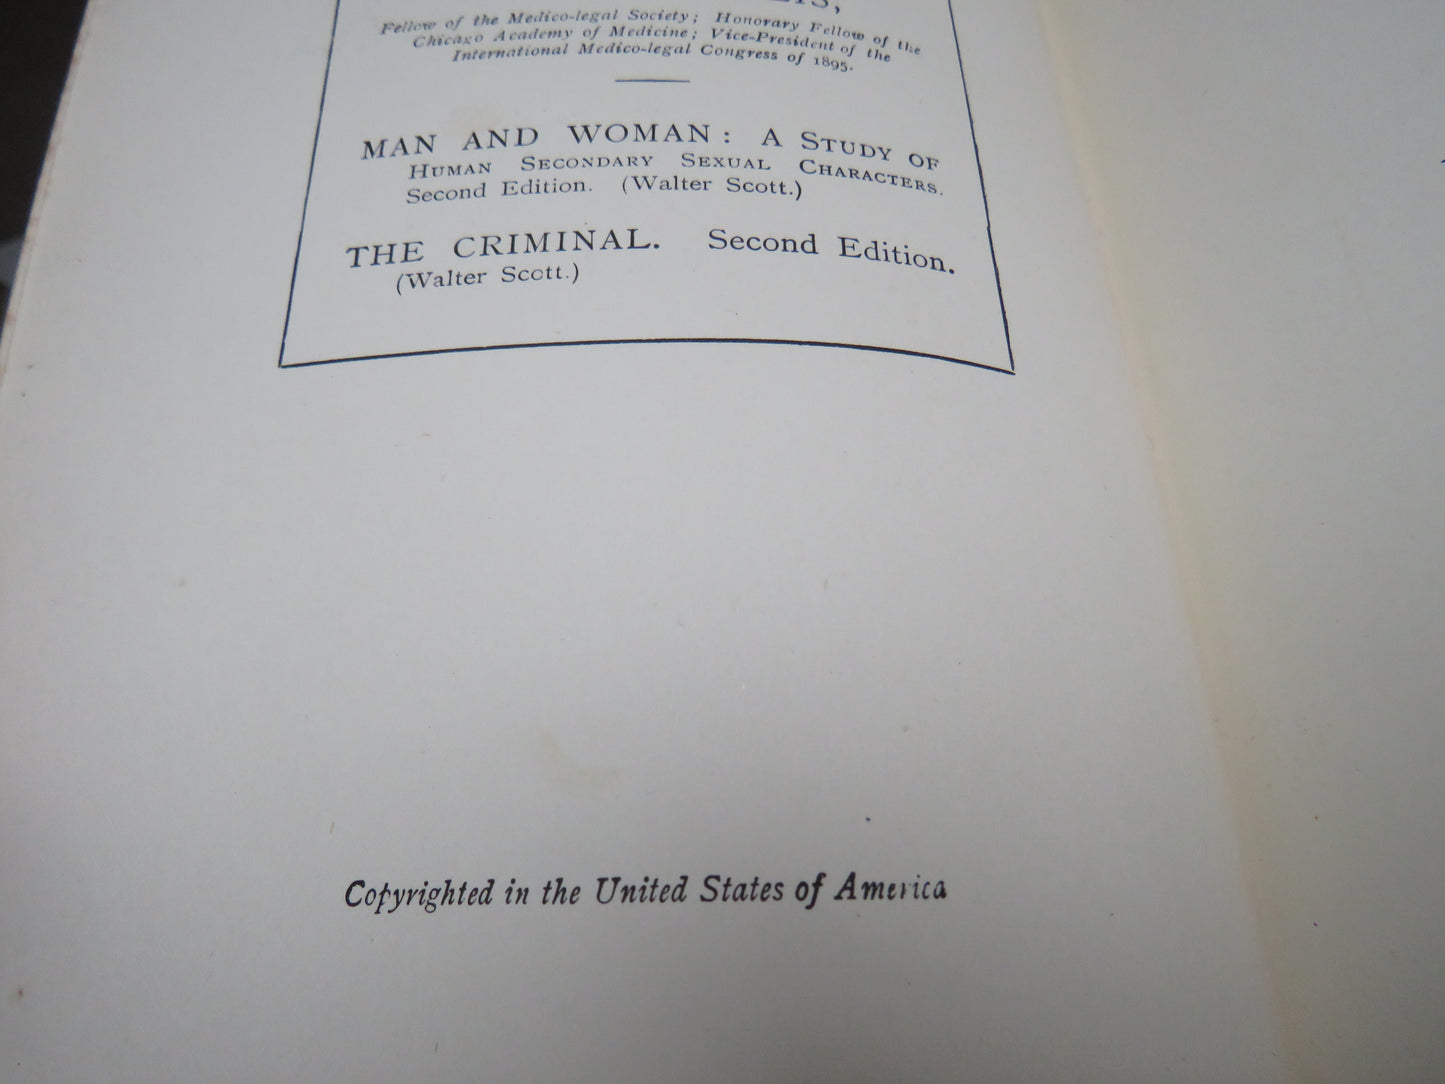 Fellow of the Medico-legal Society; Honorary Fellow of the
Chicago Academy of Medicine; Vice-President of the
International Medico-legal Congress of 1895.
MAN AND WOMAN: A STUDY OF
HUMAN SECONDARY SEXUAL CHARACTERS.
Second Edition. (Walter Scott.)
THE CRIMINAL. Second Edition.
(Walter Scott.)
Copyrighted in the United States of America